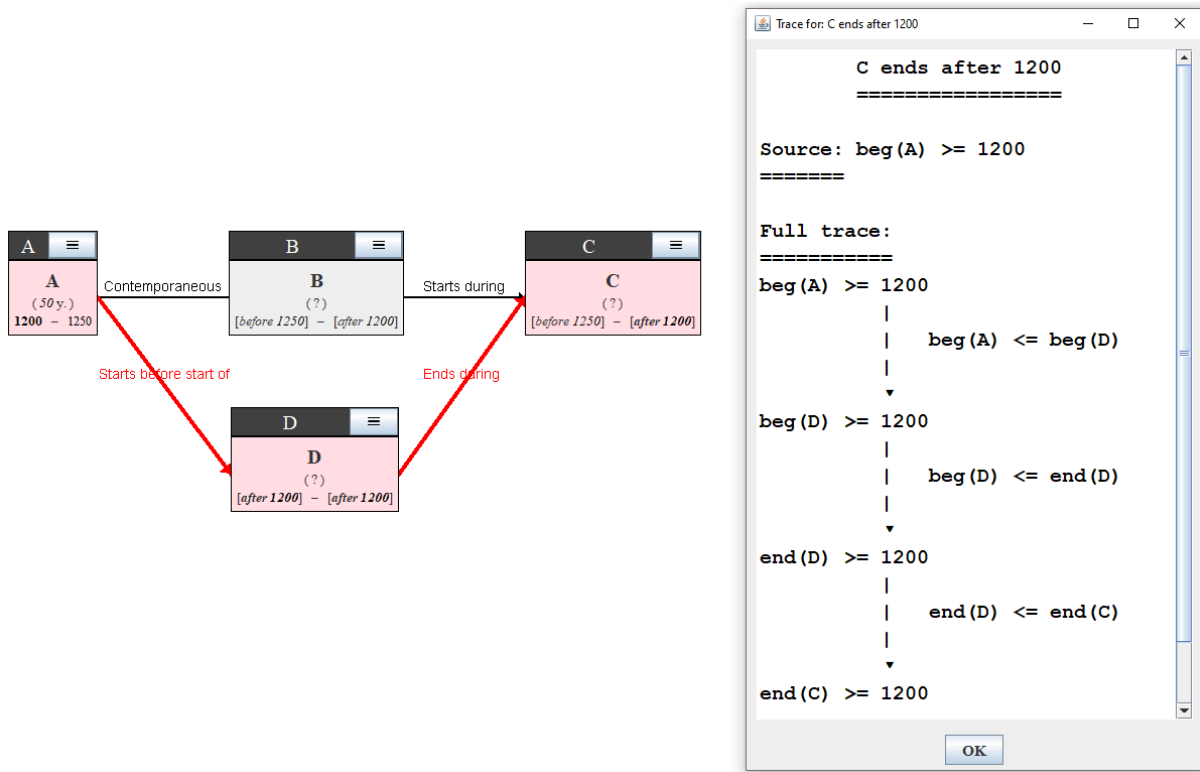 A ≡
A
(50 y.)
1200 – 1250
Contemporaneous
B ≡
B
(?)
[before 1250] – [after 1200]
Starts during
C ≡
C
(?)
[before 1250] – [after 1200]
Starts before start of
Ends during
D ≡
D
(?)
[after 1200] – [after 1200]
Trace for: C ends after 1200
C ends after 1200
=================
Source: beg(A) >= 1200
=======
Full trace:
===========
beg(A) >= 1200
|
| beg(A) <= beg(D)
|
▼
beg(D) >= 1200
|
| beg(D) <= end(D)
|
▼
end(D) >= 1200
|
| end(D) <= end(C)
|
▼
end(C) >= 1200
OK